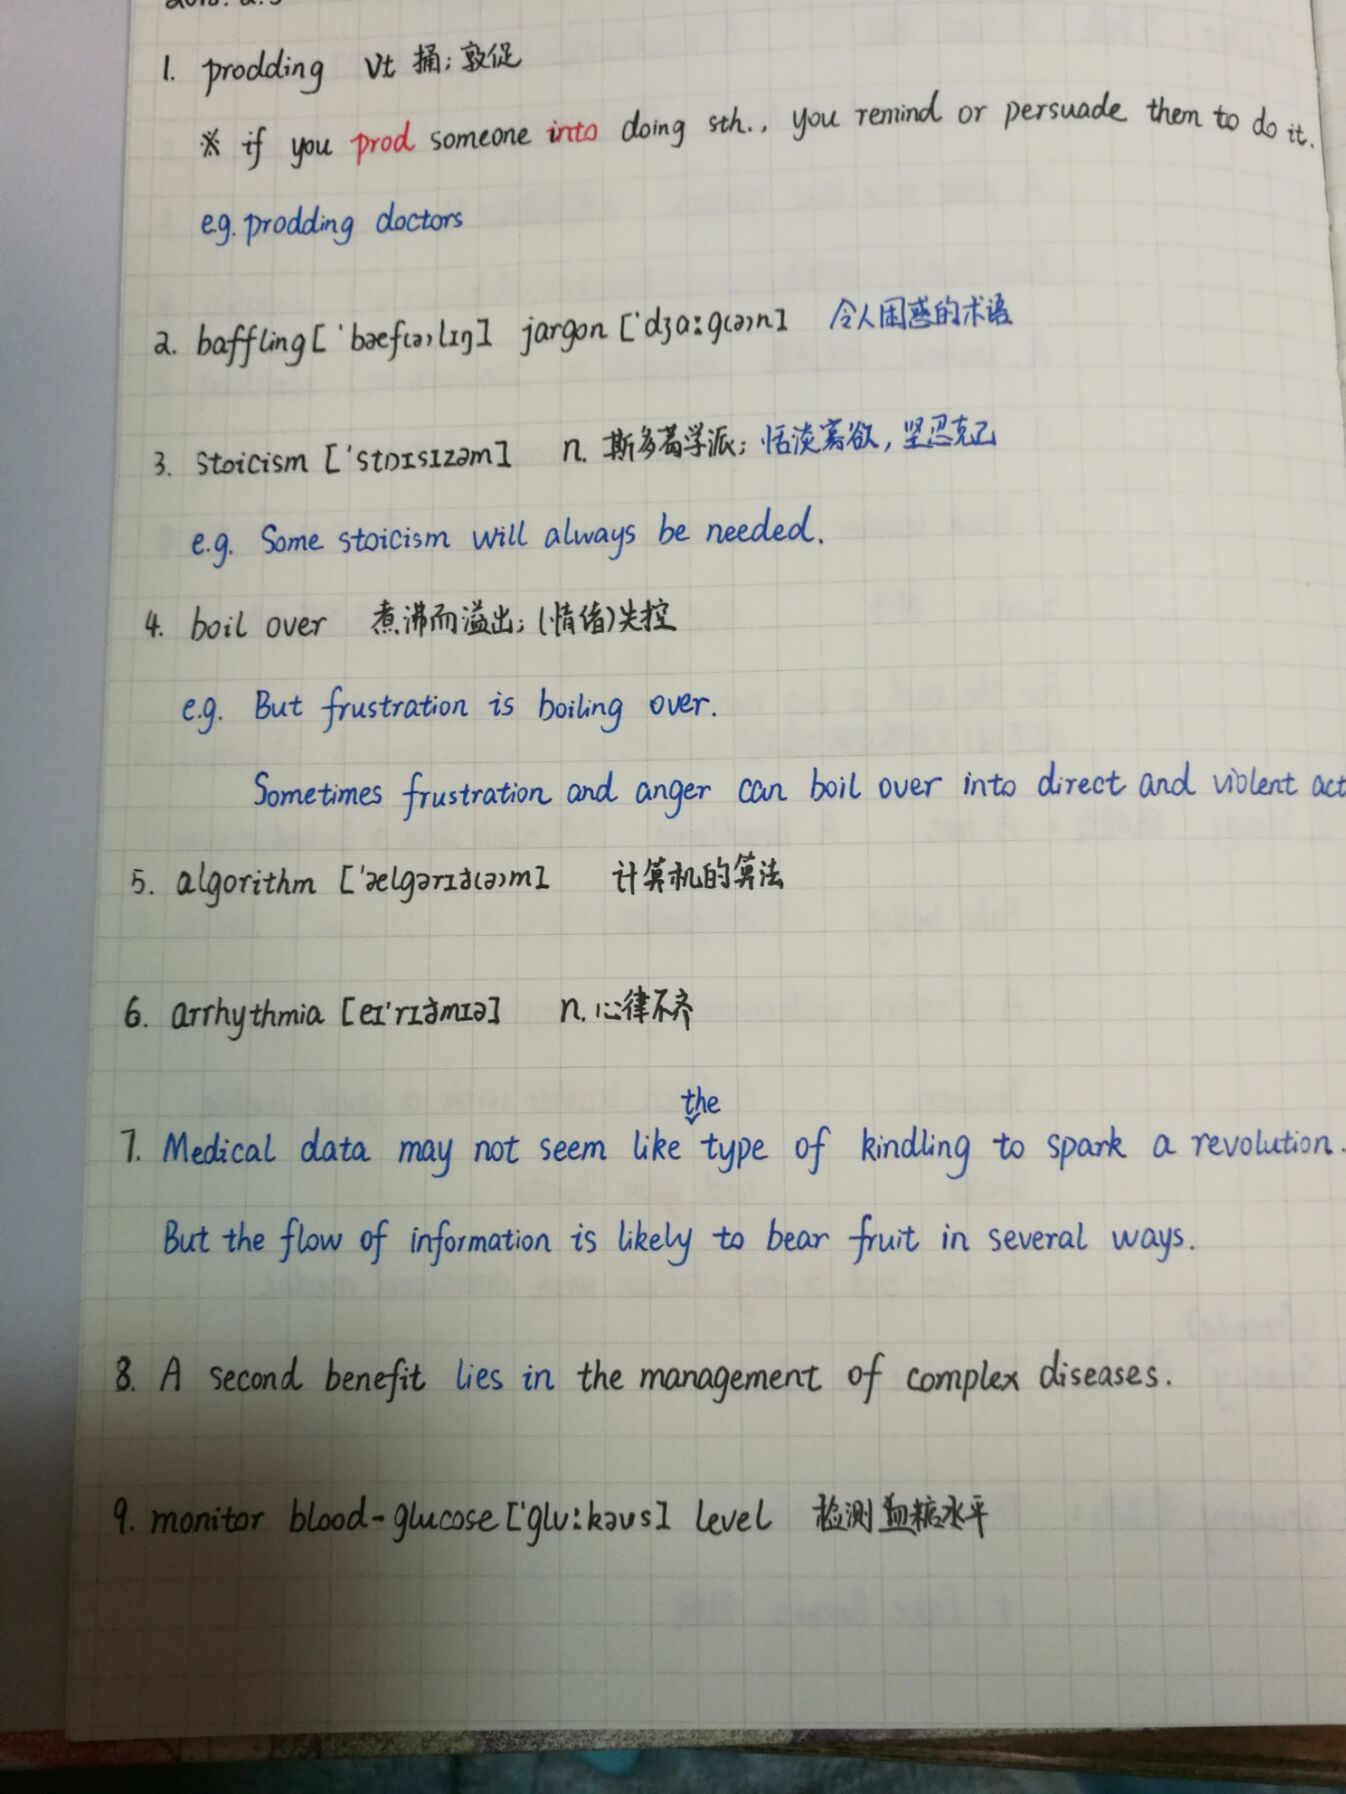 1. prodding vt 捅; 敦促
※ if you prod someone into doing sth., you remind or persuade them to do it.
e.g. prodding doctors
2. baffling [ˈbæf(ə)lɪŋ] jargon [ˈdʒɑːɡ(ə)n] 令人困惑的术语
3. stoicism [ˈstɒɪsɪzəm] n. 斯多葛学派; 恬淡寡欲, 坚忍克己
e.g. Some stoicism will always be needed.
4. boil over 煮沸而溢出; (情绪)失控
e.g. But frustration is boiling over.
Sometimes frustration and anger can boil over into direct and violent act
5. algorithm [ˈælɡərɪð(ə)m] 计算机的算法
6. arrhythmia [eɪˈrɪðmɪə] n. 心律不齐
7. Medical data may not seem like the type of kindling to spark a revolution.
But the flow of information is likely to bear fruit in several ways.
8. A second benefit lies in the management of complex diseases.
9. monitor blood-glucose [ˈgluːkəʊs] level 检测血糖水平